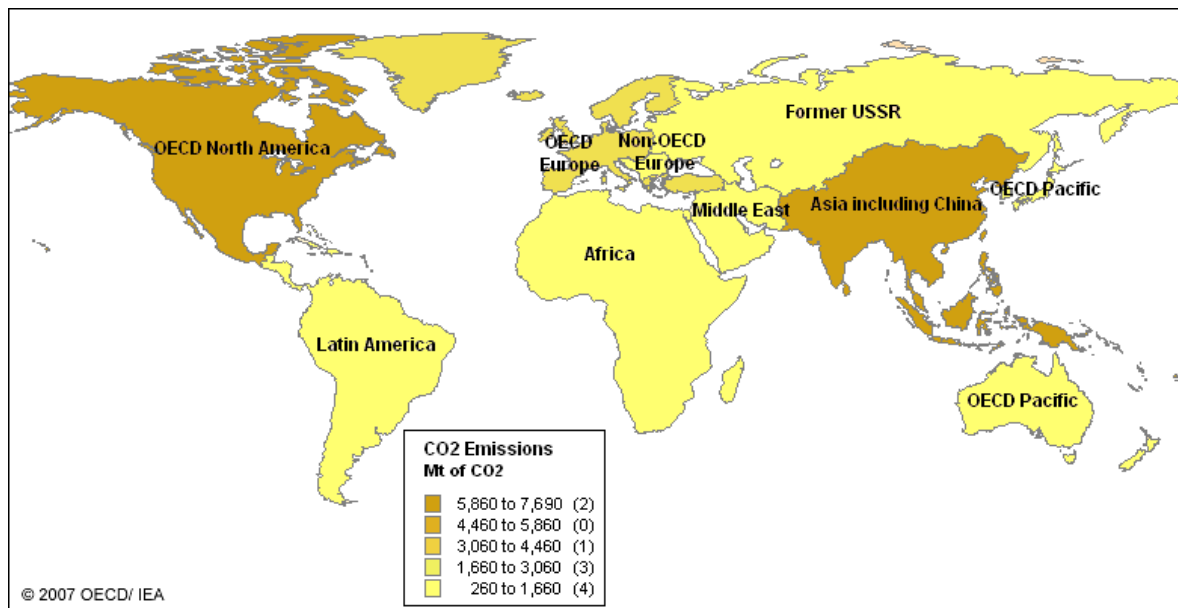 Former USSR
OECD North America
OECD
Europe
Non-OECD
Europe
OECD Pacific
Middle East
Asia including China
Africa
Latin America
OECD Pacific
CO2 Emissions
Mt of CO2
5,860 to 7,690 (2)
4,460 to 5,860 (0)
3,060 to 4,460 (1)
1,660 to 3,060 (3)
260 to 1,660 (4)
© 2007 OECD/ IEA